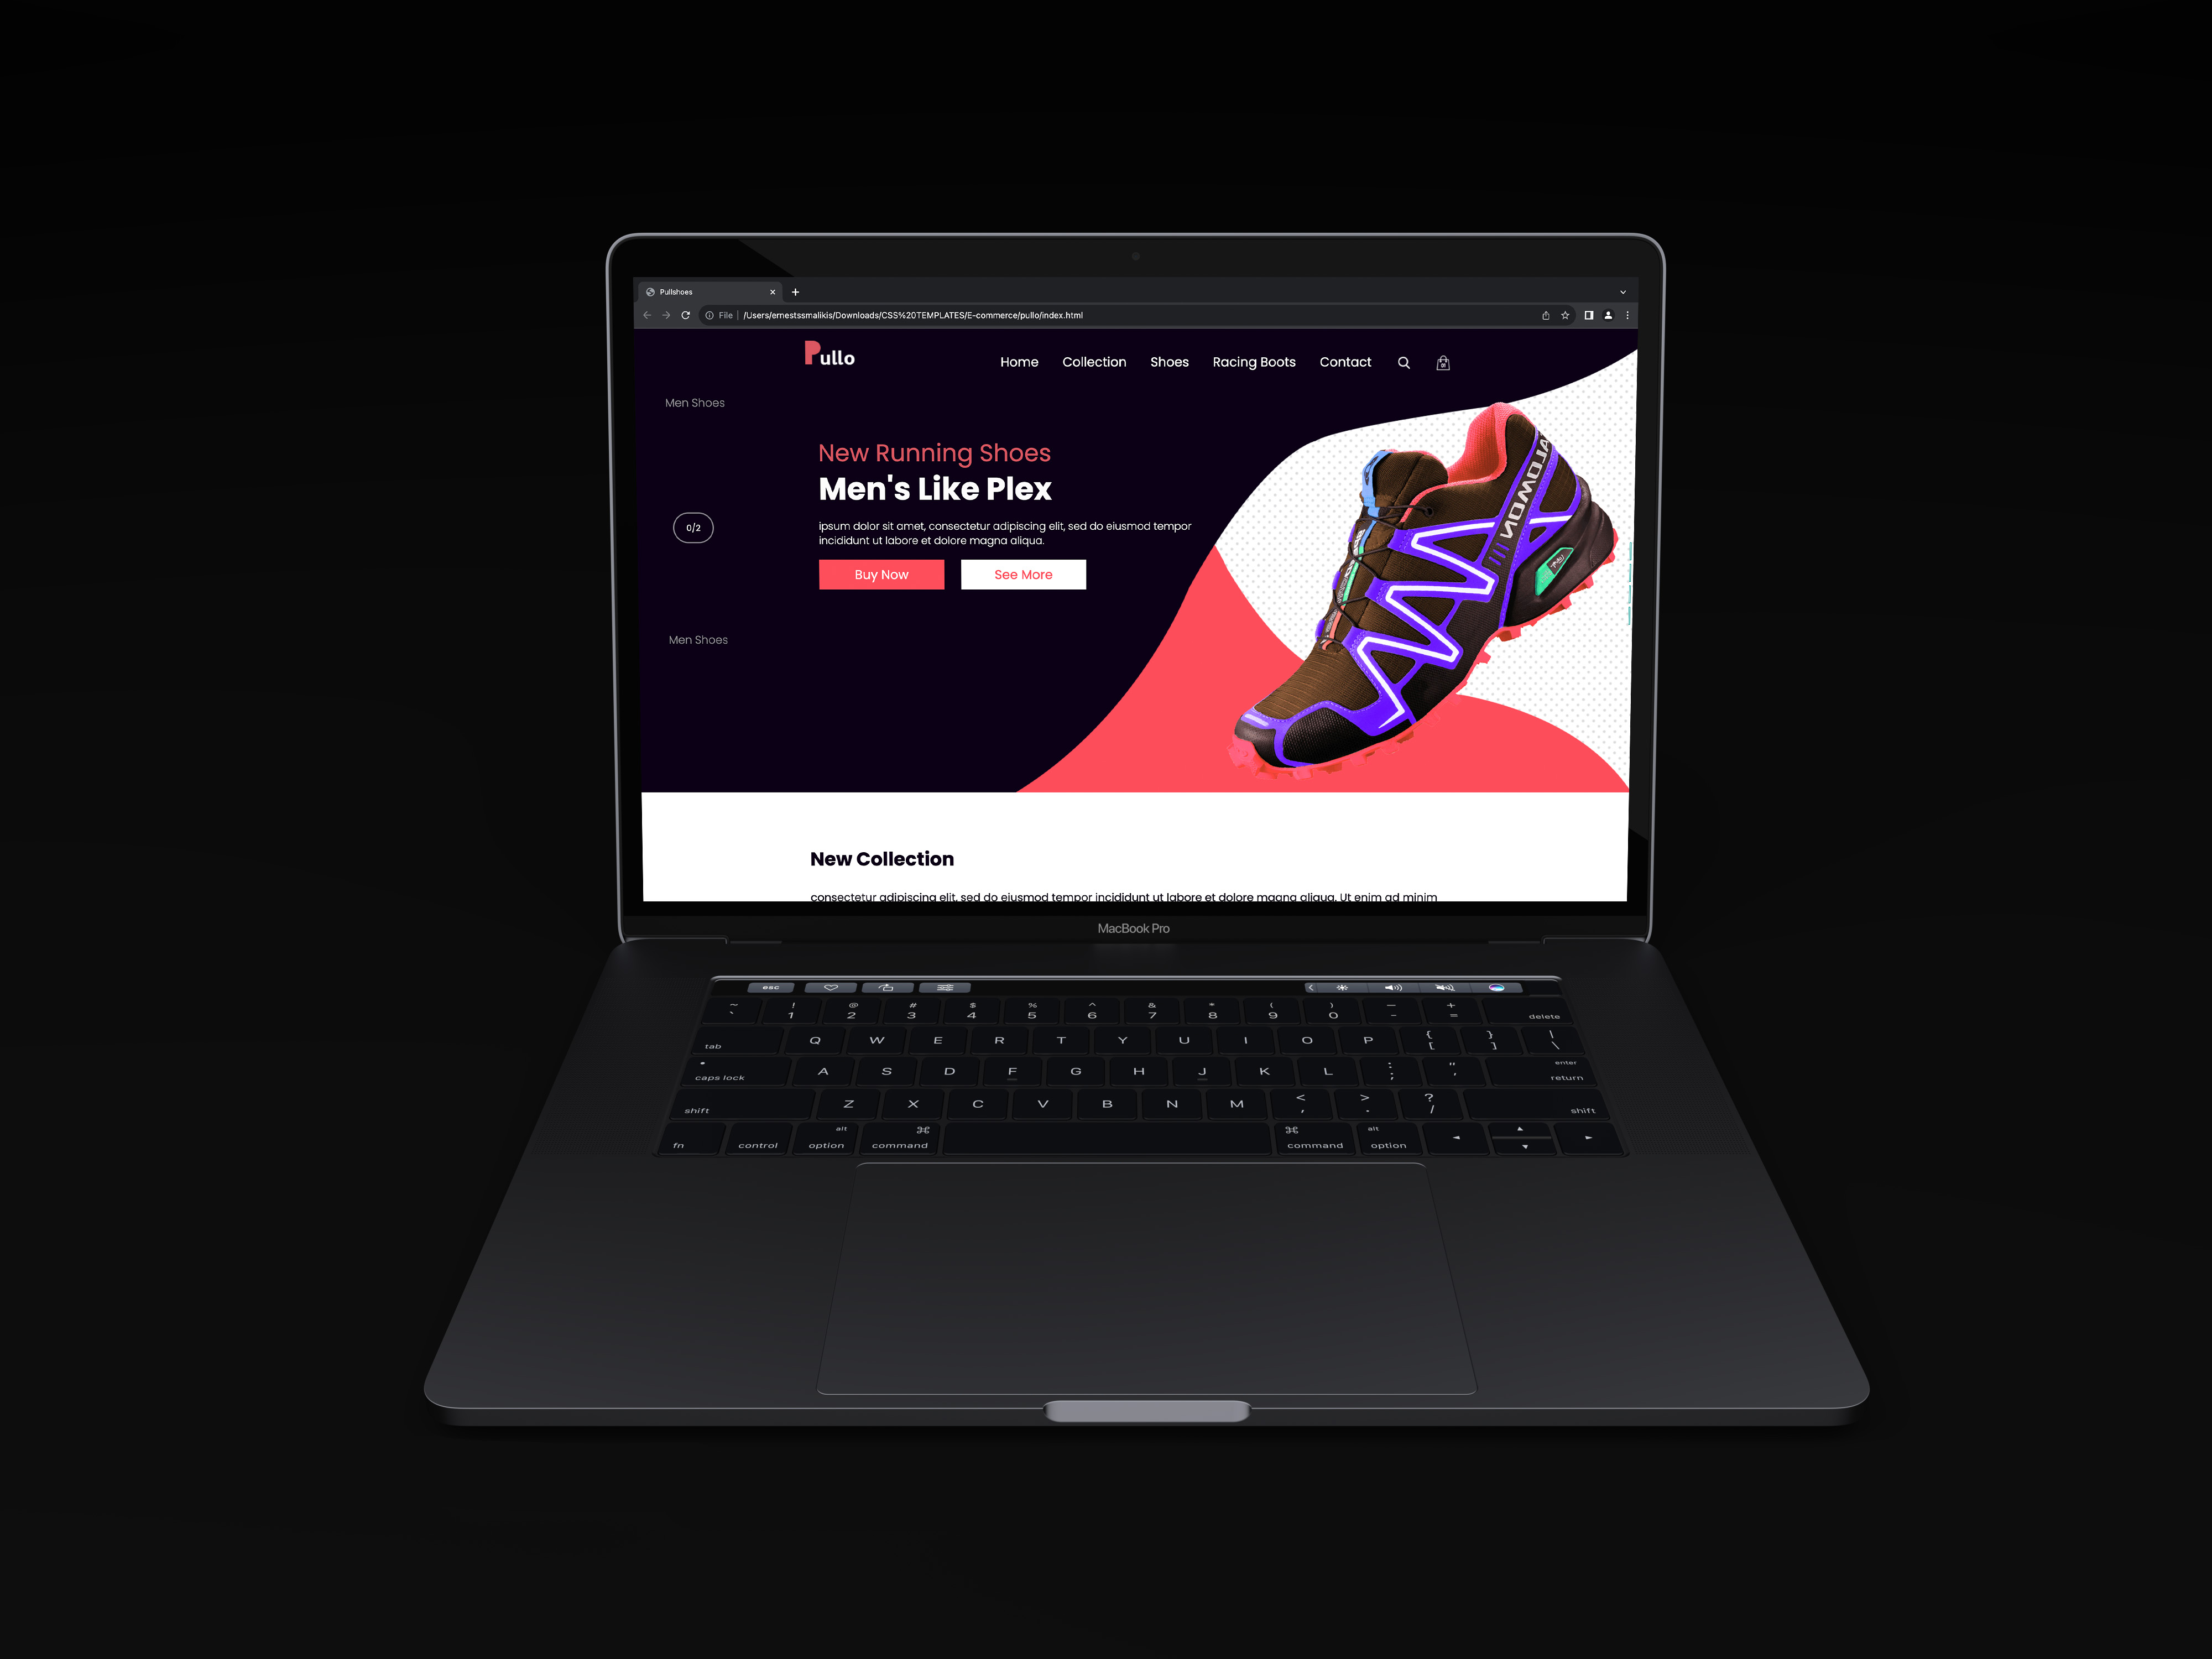 Pullshoes
File | /Users/ernestssmalikis/Downloads/CSS%20TEMPLATES/E-commerce/pullo/index.html
Pullo
Home Collection Shoes Racing Boots Contact
Men Shoes
New Running Shoes
Men's Like Plex
0/2
ipsum dolor sit amet, consectetur adipiscing elit, sed do eiusmod tempor
incididunt ut labore et dolore magna aliqua.
Buy Now See More
Men Shoes
SALOMON
New Collection
consectetur adipiscing elit, sed do eiusmod tempor incididunt ut labore et dolore magna aliqua. Ut enim ad minim
MacBook Pro
esc
~ ! @ # $ % ^ & * ( ) — +
` 1 2 3 4 5 6 7 8 9 0 - = delete
tab Q W E R T Y U I O P { [ } ] | \
caps lock A S D F G H J K L : ; " ' enter return
shift Z X C V B N M < , > . ? / shift
fn control alt option ⌘ command ⌘ command alt option